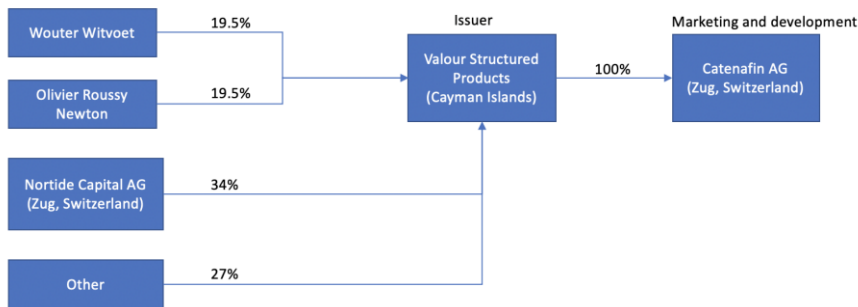 Issuer
Marketing and development
Wouter Witvoet
19.5%
Valour Structured
Products
(Cayman Islands)
100%
Catenafin AG
(Zug, Switzerland)
Olivier Roussy
Newton
19.5%
Nortide Capital AG
(Zug, Switzerland)
34%
Other
27%